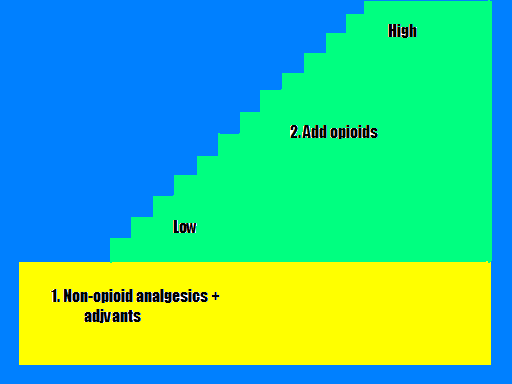 High
2. Add opioids
Low
1. Non-opioid analgesics +
adjvants